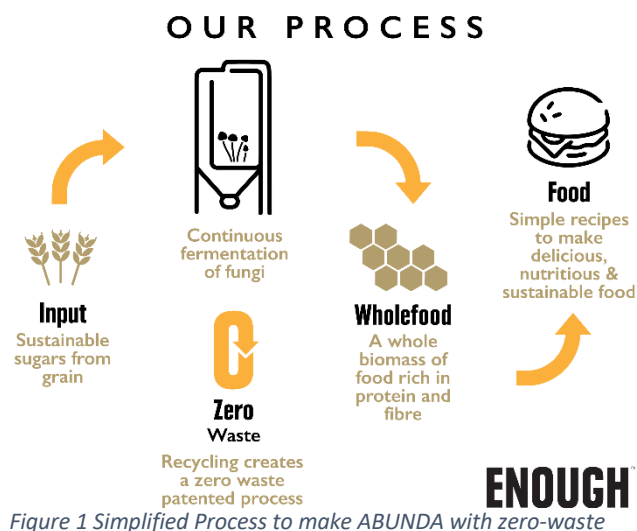 OUR PROCESS
Input
Sustainable
sugars from
grain
Continuous
fermentation
of fungi
Zero
Waste
Recycling creates
a zero waste
patented process
Wholefood
A whole
biomass of
food rich in
protein and
fibre
Food
Simple recipes
to make
delicious,
nutritious &
sustainable food
ENOUGH™
Figure 1 Simplified Process to make ABUNDA with zero-waste